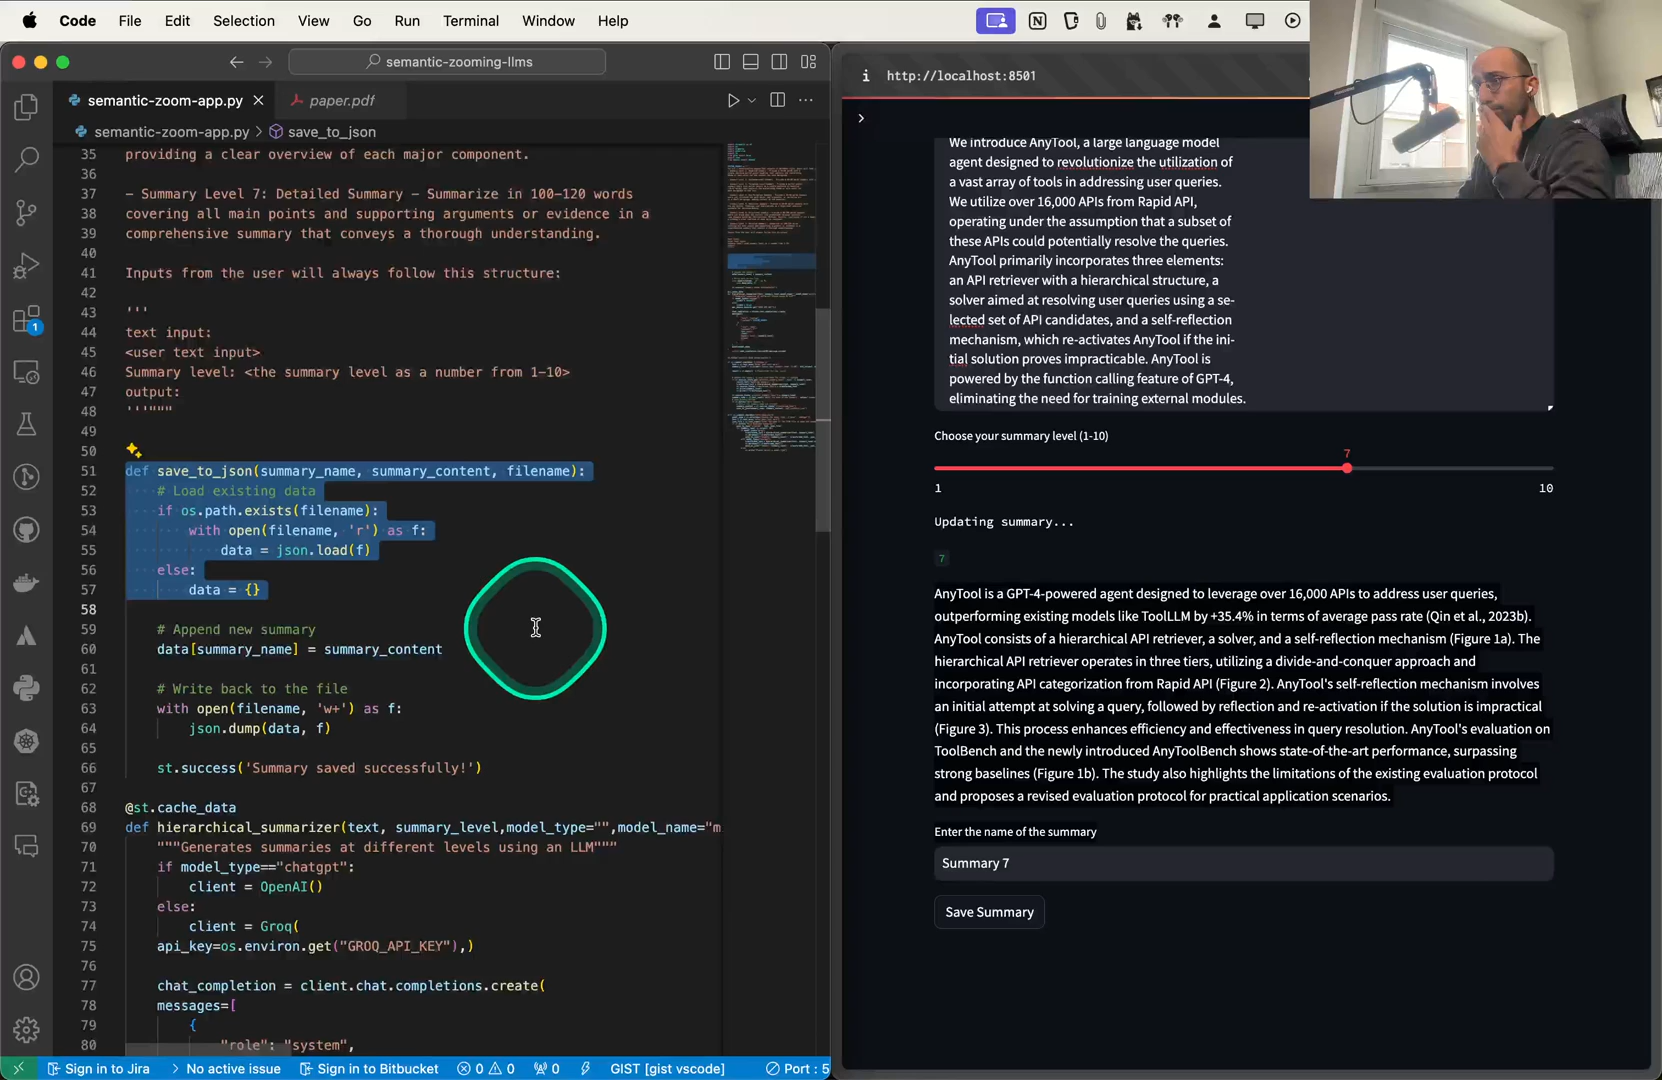 Code File Edit Selection View Go Run Terminal Window Help
semantic-zooming-llms
semantic-zoom-app.py
paper.pdf
semantic-zoom-app.py > save_to_json
35 providing a clear overview of each major component.
36
37 - Summary Level 7: Detailed Summary - Summarize in 100-120 words
38 covering all main points and supporting arguments or evidence in a
39 comprehensive summary that conveys a thorough understanding.
40
41 Inputs from the user will always follow this structure:
42
43 '''
44 text input:
45 <user text input>
46 Summary level: <the summary level as a number from 1-10>
47 output:
48 '''"""
49
50
51 def save_to_json(summary_name, summary_content, filename):
52 # Load existing data
53 if os.path.exists(filename):
54 with open(filename, 'r') as f:
55 data = json.load(f)
56 else:
57 data = {}
58
59 # Append new summary
60 data[summary_name] = summary_content
61
62 # Write back to the file
63 with open(filename, 'w+') as f:
64 json.dump(data, f)
65
66 st.success('Summary saved successfully!')
67
68 @st.cache_data
69 def hierarchical_summarizer(text, summary_level,model_type="",model_name="m
70 """Generates summaries at different levels using an LLM"""
71 if model_type=="chatgpt":
72 client = OpenAI()
73 else:
74 client = Groq(
75 api_key=os.environ.get("GROQ_API_KEY"),)
76
77 chat_completion = client.chat.completions.create(
78 messages=[
79 {
80 "role": "system",
1
Sign in to Jira
No active issue
Sign in to Bitbucket
0 0
0
GIST [gist vscode]
Port : 5
http://localhost:8501
We introduce AnyTool, a large language model
agent designed to revolutionize the utilization of
a vast array of tools in addressing user queries.
We utilize over 16,000 APIs from Rapid API,
operating under the assumption that a subset of
these APIs could potentially resolve the queries.
AnyTool primarily incorporates three elements:
an API retriever with a hierarchical structure, a
solver aimed at resolving user queries using a se-
lected set of API candidates, and a self-reflection
mechanism, which re-activates AnyTool if the ini-
tial solution proves impracticable. AnyTool is
powered by the function calling feature of GPT-4,
eliminating the need for training external modules.
Choose your summary level (1-10)
7
1 10
Updating summary...
7
AnyTool is a GPT-4-powered agent designed to leverage over 16,000 APIs to address user queries,
outperforming existing models like ToolLLM by +35.4% in terms of average pass rate (Qin et al., 2023b).
AnyTool consists of a hierarchical API retriever, a solver, and a self-reflection mechanism (Figure 1a). The
hierarchical API retriever operates in three tiers, utilizing a divide-and-conquer approach and
incorporating API categorization from Rapid API (Figure 2). AnyTool's self-reflection mechanism involves
an initial attempt at solving a query, followed by reflection and re-activation if the solution is impractical
(Figure 3). This process enhances efficiency and effectiveness in query resolution. AnyTool's evaluation on
ToolBench and the newly introduced AnyToolBench shows state-of-the-art performance, surpassing
strong baselines (Figure 1b). The study also highlights the limitations of the existing evaluation protocol
and proposes a revised evaluation protocol for practical application scenarios.
Enter the name of the summary
Summary 7
Save Summary